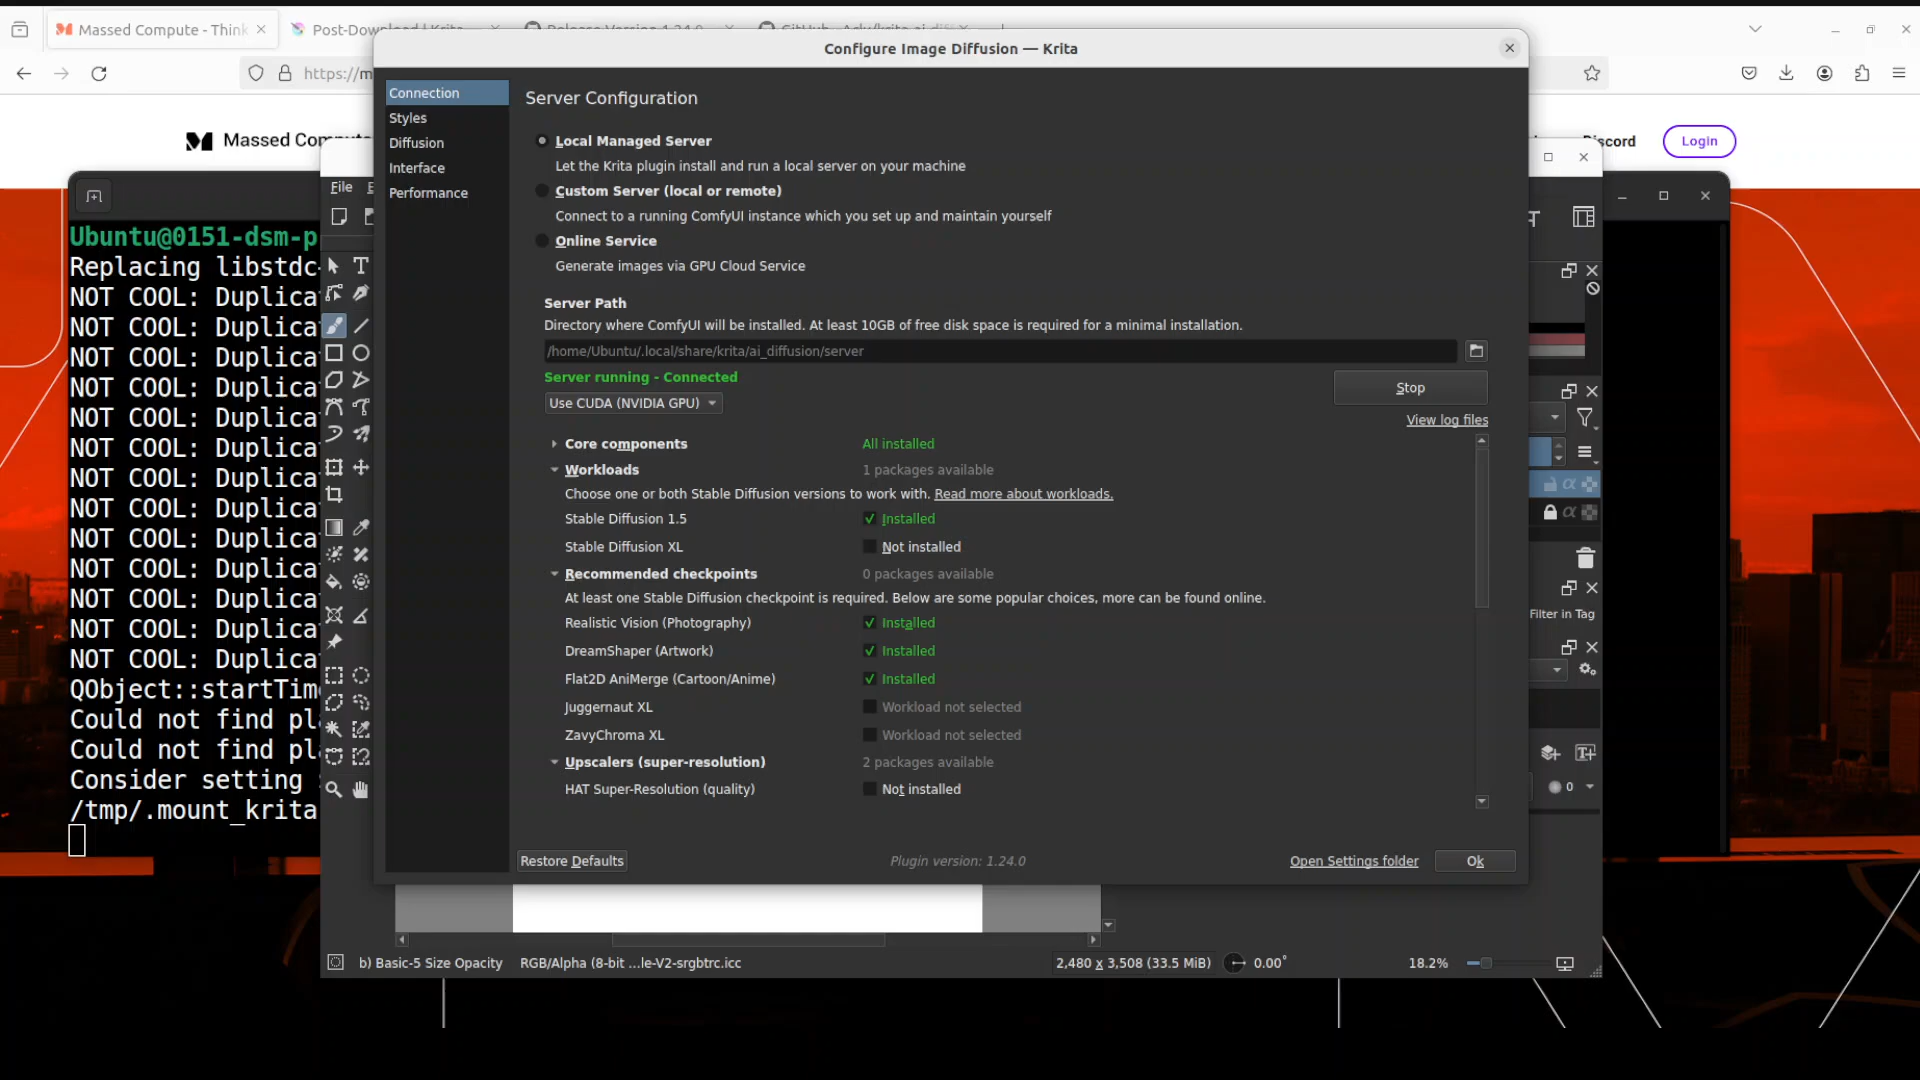 Massed Compute - Think
Post-Download | Krita
Release Version 1.24.0
https://m
Massed Compute
Discord
Login
Configure Image Diffusion — Krita
Connection
Styles
Diffusion
Interface
Performance
Server Configuration
Local Managed Server
Let the Krita plugin install and run a local server on your machine
Custom Server (local or remote)
Connect to a running ComfyUI instance which you set up and maintain yourself
Online Service
Generate images via GPU Cloud Service
Server Path
Directory where ComfyUI will be installed. At least 10GB of free disk space is required for a minimal installation.
/home/Ubuntu/.local/share/krita/ai_diffusion/server
Server running - Connected
Stop
Use CUDA (NVIDIA GPU)
View log files
Core components All installed
Workloads 1 packages available
Choose one or both Stable Diffusion versions to work with. Read more about workloads.
Stable Diffusion 1.5 Installed
Stable Diffusion XL Not installed
Recommended checkpoints 0 packages available
At least one Stable Diffusion checkpoint is required. Below are some popular choices, more can be found online.
Realistic Vision (Photography) Installed
DreamShaper (Artwork) Installed
Flat2D AniMerge (Cartoon/Anime) Installed
Juggernaut XL Workload not selected
ZavyChroma XL Workload not selected
Upscalers (super-resolution) 2 packages available
HAT Super-Resolution (quality) Not installed
Restore Defaults
Plugin version: 1.24.0
Open Settings folder
Ok
File
Ubuntu@0151-dsm-p
Replacing libstdc
NOT COOL: Duplica
NOT COOL: Duplica
NOT COOL: Duplica
NOT COOL: Duplica
NOT COOL: Duplica
NOT COOL: Duplica
NOT COOL: Duplica
NOT COOL: Duplica
NOT COOL: Duplica
NOT COOL: Duplica
NOT COOL: Duplica
NOT COOL: Duplica
NOT COOL: Duplica
QObject::startTim
Could not find pl
Could not find pl
Consider setting
/tmp/.mount_krita
Filter in Tag
0
b) Basic-5 Size Opacity
RGB/Alpha (8-bit ...le-V2-srgbtrc.icc
2,480 x 3,508 (33.5 MiB)
0.00°
18.2%